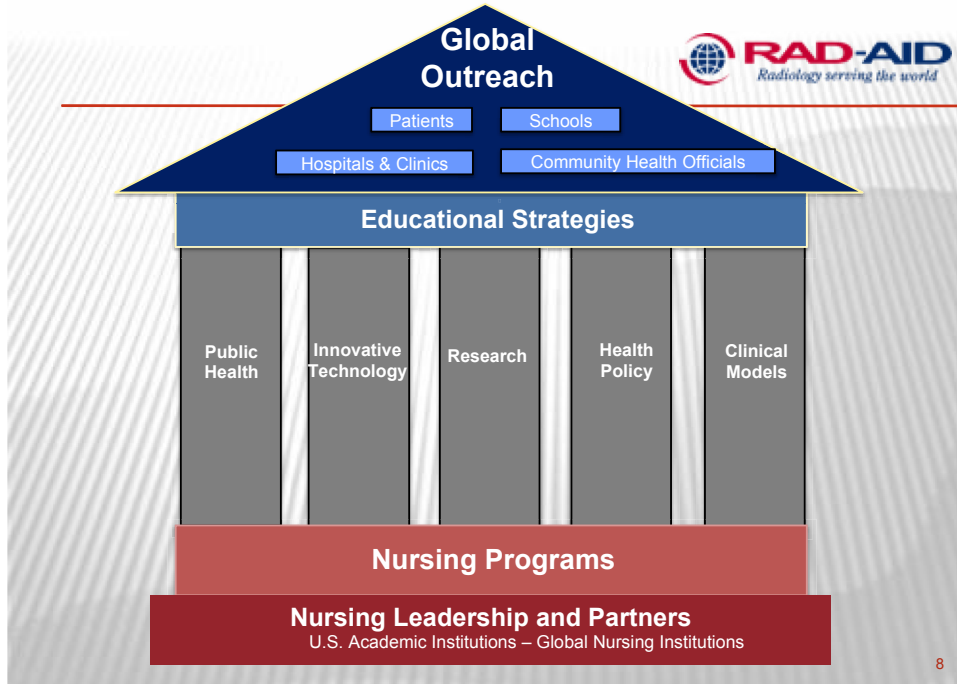 Global
Outreach
RAD-AID
Radiology serving the world
Patients
Schools
Hospitals & Clinics
Community Health Officials
Educational Strategies
Public
Health
Innovative
Technology
Research
Health
Policy
Clinical
Models
Nursing Programs
Nursing Leadership and Partners
U.S. Academic Institutions – Global Nursing Institutions
8